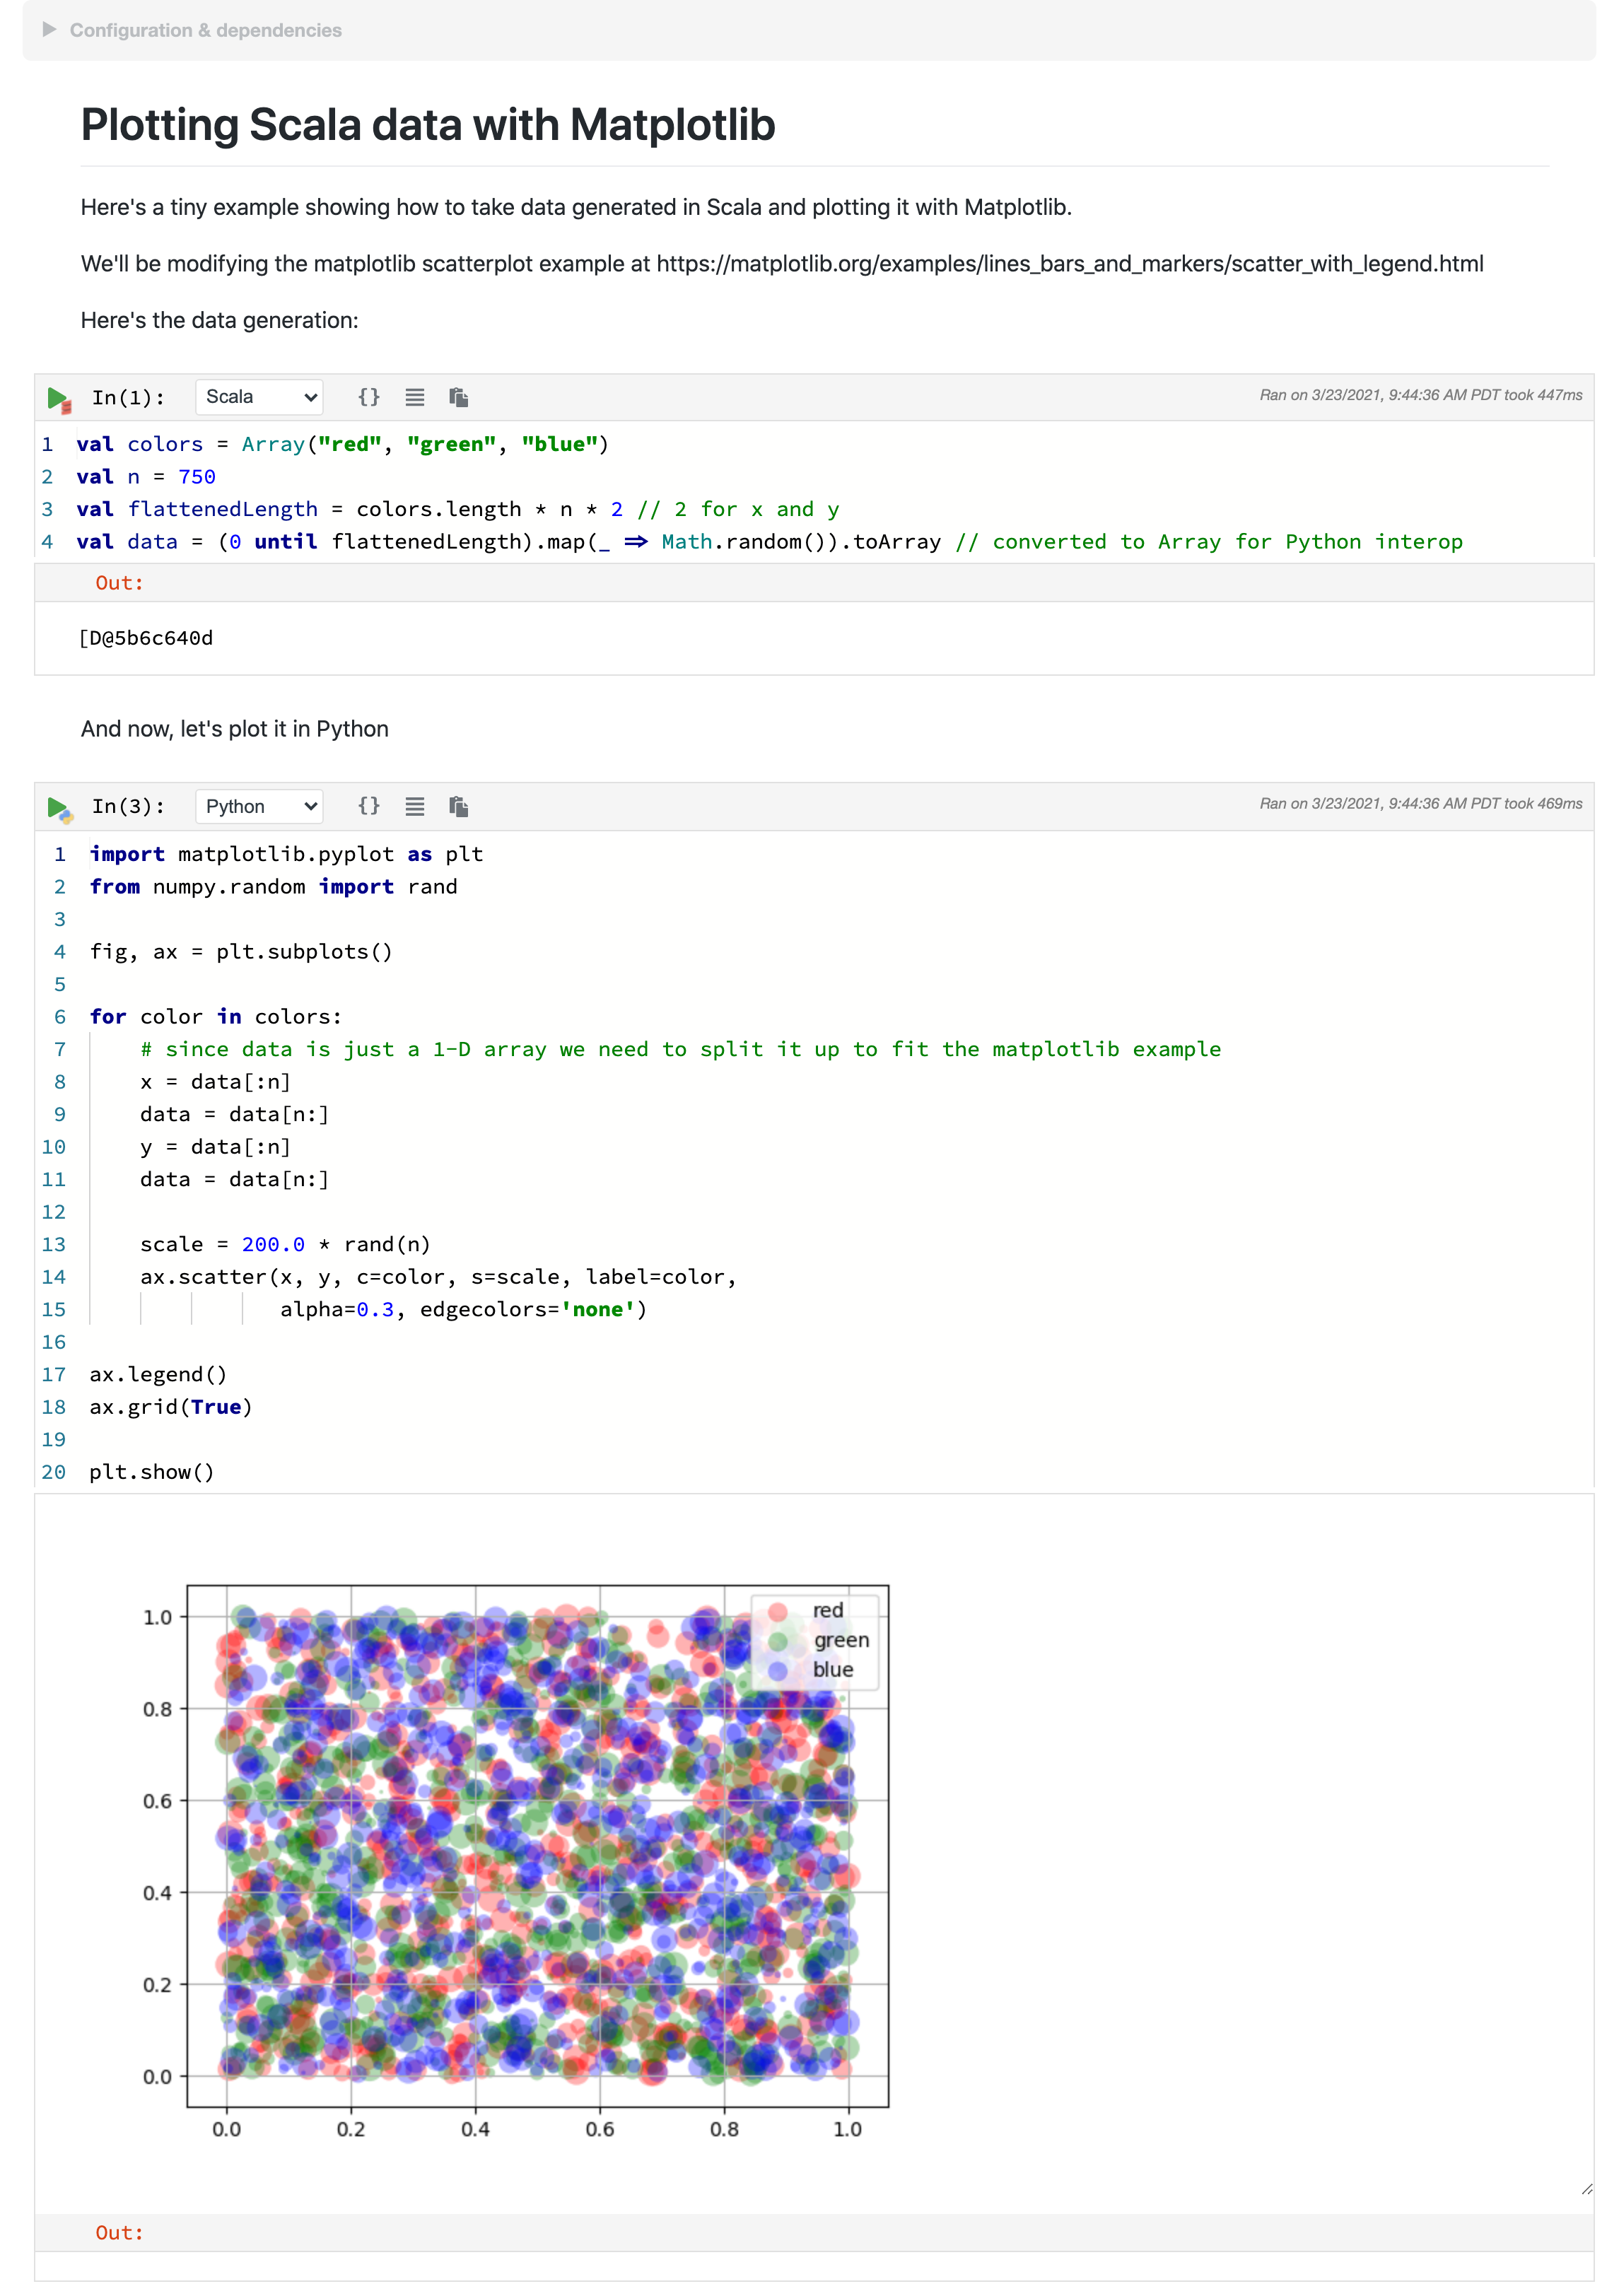 Configuration & dependencies
Plotting Scala data with Matplotlib
Here's a tiny example showing how to take data generated in Scala and plotting it with Matplotlib.
We'll be modifying the matplotlib scatterplot example at https://matplotlib.org/examples/lines_bars_and_markers/scatter_with_legend.html
Here's the data generation:
In(1): Scala {} Ran on 3/23/2021, 9:44:36 AM PDT took 447ms
1 val colors = Array("red", "green", "blue")
2 val n = 750
3 val flattenedLength = colors.length * n * 2 // 2 for x and y
4 val data = (0 until flattenedLength).map(_ => Math.random()).toArray // converted to Array for Python interop
Out:
[D@5b6c640d
And now, let's plot it in Python
In(3): Python {} Ran on 3/23/2021, 9:44:36 AM PDT took 469ms
1 import matplotlib.pyplot as plt
2 from numpy.random import rand
3
4 fig, ax = plt.subplots()
5
6 for color in colors:
7     # since data is just a 1-D array we need to split it up to fit the matplotlib example
8     x = data[:n]
9     data = data[n:]
10     y = data[:n]
11     data = data[n:]
12
13     scale = 200.0 * rand(n)
14     ax.scatter(x, y, c=color, s=scale, label=color,
15                alpha=0.3, edgecolors='none')
16
17 ax.legend()
18 ax.grid(True)
19
20 plt.show()
red
green
blue
1.0
0.8
0.6
0.4
0.2
0.0
0.0 0.2 0.4 0.6 0.8 1.0
Out: